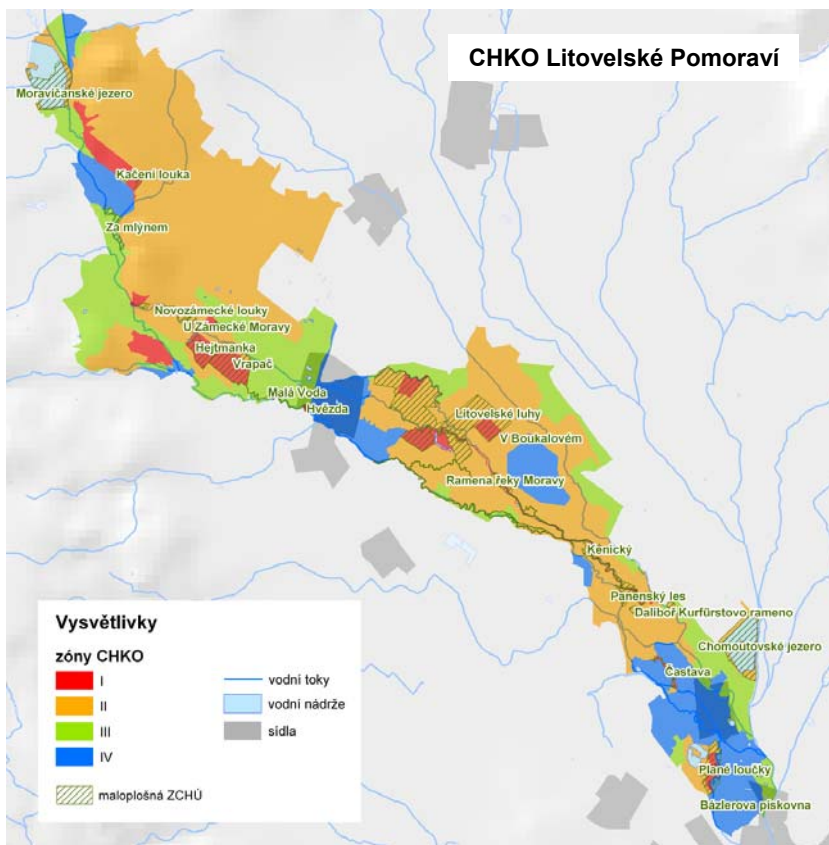 CHKO Litovelské Pomoraví
Moravičanské jezero
Kačení louka
Za mlýnem
Novozámecké louky
U Zámecké Moravy
Hejtmanka
Vrapač
Malá Voda
Hvězda
Litovelské luhy
V Boukalovém
Ramena řeky Moravy
Kenický
Panenský les
Daliboř Kurfürstovo rameno
Chomoutovské jezero
Častava
Plané loučky
Bázlerova pískovna
Vysvětlivky
zóny CHKO
I
II
III
IV
maloplošná ZCHÚ
vodní toky
vodní nádrže
sídla